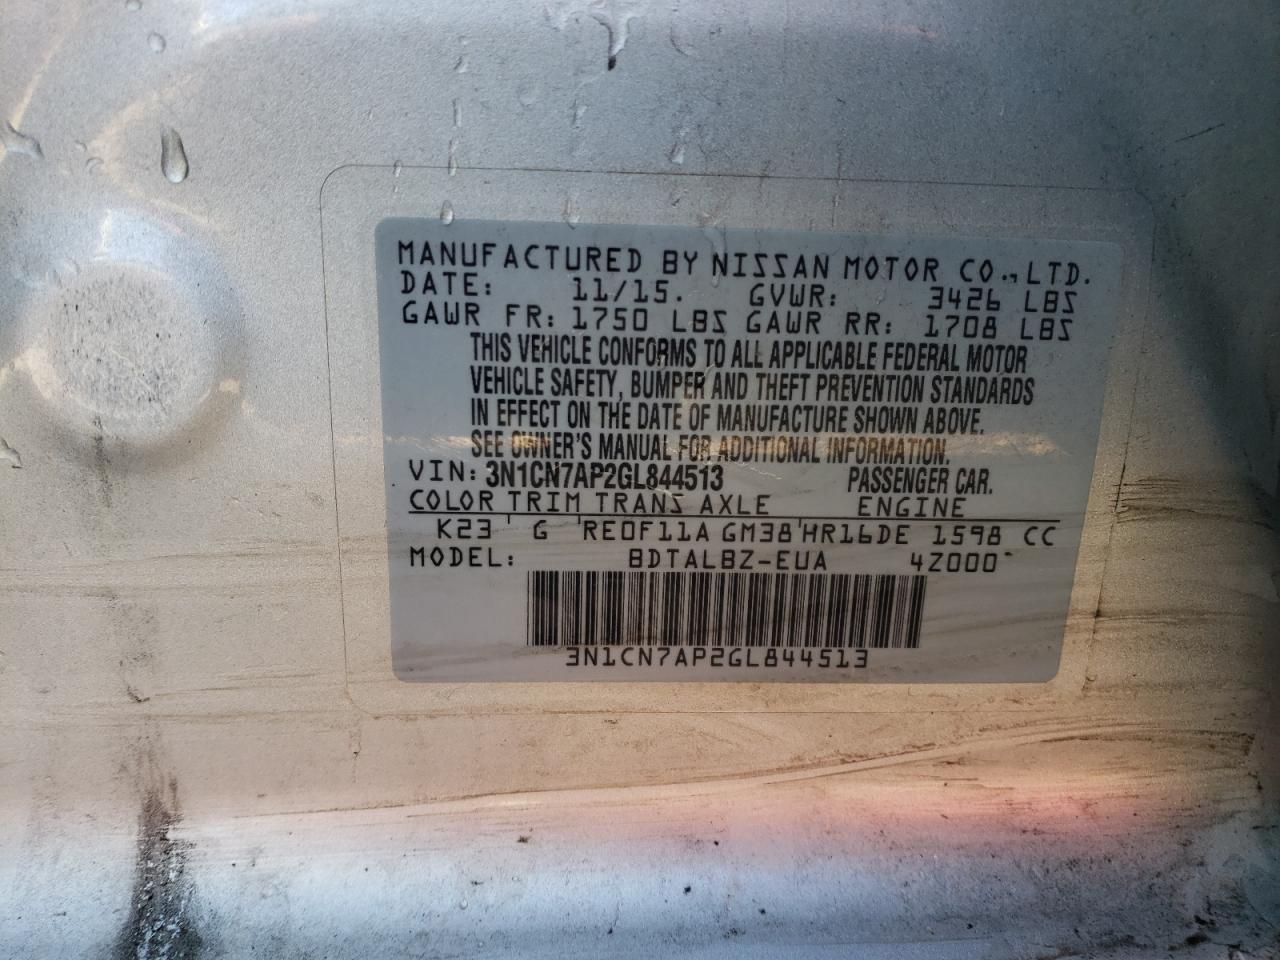 MANUFACTURED BY NISSAN MOTOR CO., LTD.
DATE: 11/15. GVWR: 3426 LBS
GAWR FR: 1750 LBS GAWR RR: 1708 LBS
THIS VEHICLE CONFORMS TO ALL APPLICABLE FEDERAL MOTOR
VEHICLE SAFETY, BUMPER AND THEFT PREVENTION STANDARDS
IN EFFECT ON THE DATE OF MANUFACTURE SHOWN ABOVE.
SEE OWNER'S MANUAL FOR ADDITIONAL INFORMATION.
VIN: 3N1CN7AP2GL844513 PASSENGER CAR.
COLOR TRIM TRANS AXLE ENGINE
K23 ' G ' RE0F11A GM38 ' HR16DE 1598 CC
MODEL: BDTALBZ-EUA 4Z000
3N1CN7AP2GL844513